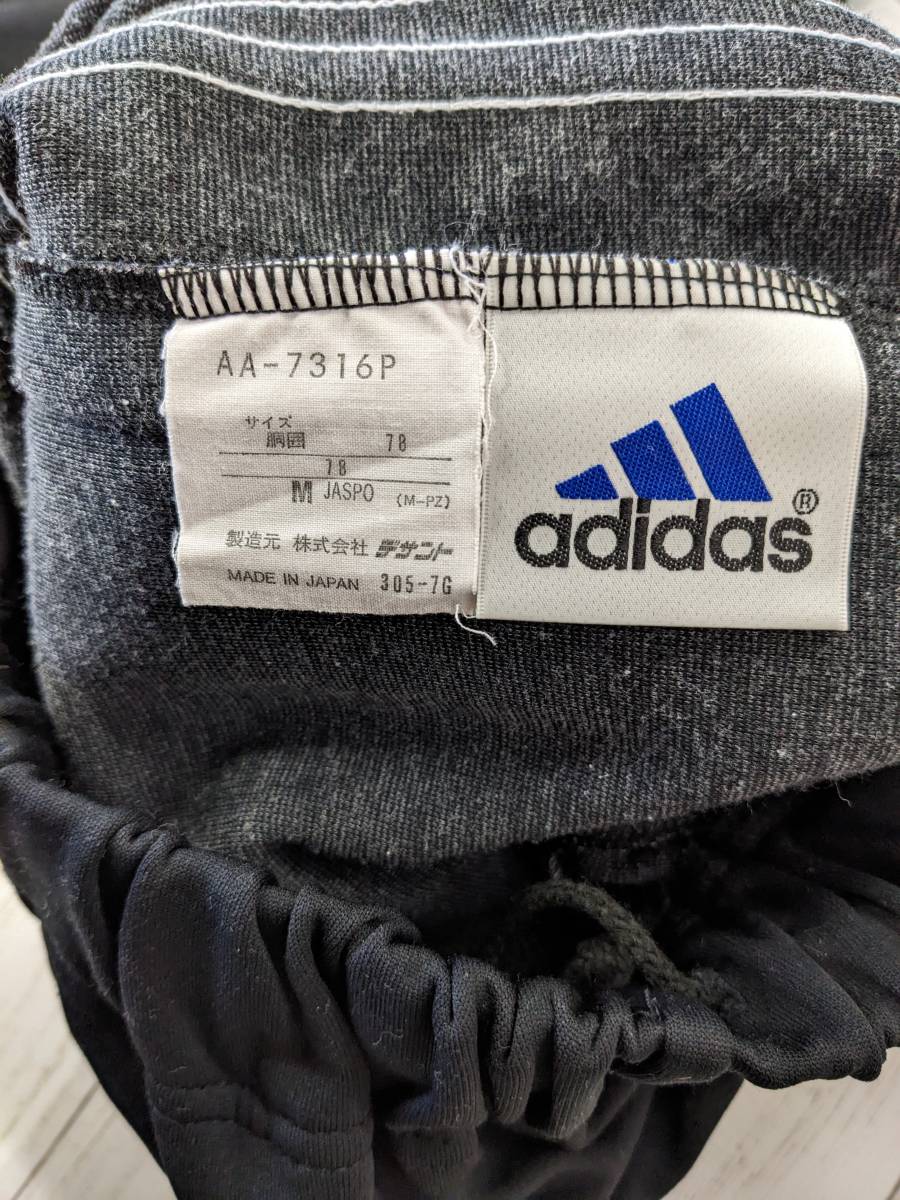 AA-7316P
サイズ
胴囲 78
78
M JASPO (M-PZ)
製造元 株式会社 デサント
MADE IN JAPAN 305-7G
adidas®